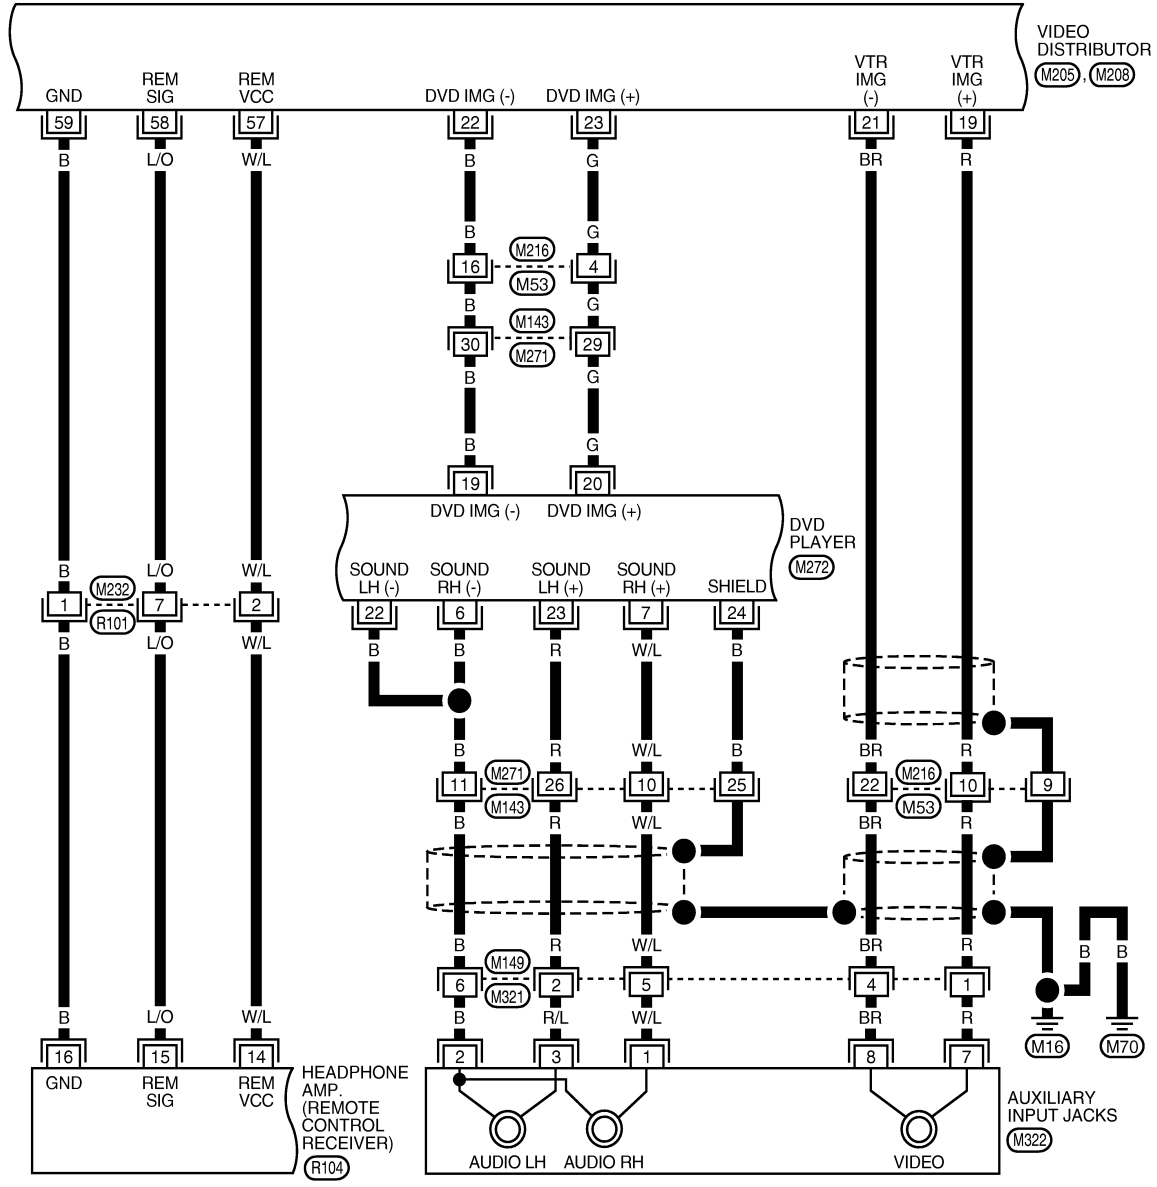 VIDEO
DISTRIBUTOR
M205 , M208
GND
REM
SIG
REM
VCC
DVD IMG (-)
DVD IMG (+)
VTR
IMG
(-)
VTR
IMG
(+)
59 58 57 22 23 21 19
B L/O W/L B G BR R
B G
M216
16 4
M53
B G
M143
30 29
M271
B G
B G
19 20
DVD IMG (-) DVD IMG (+)
DVD
PLAYER
M272
SOUND
LH (-)
SOUND
RH (-)
SOUND
LH (+)
SOUND
RH (+)
SHIELD
22 6 23 7 24
B L/O W/L
M232
1 7 2
R101
B L/O W/L
B B R W/L B
B R W/L B BR R
M271 M216
11 26 10 25 22 10 9
M143 M53
B R W/L BR R
B R W/L BR R
B B
M149
6 2 5 4 1
M321
B L/O W/L B R/L W/L BR R
M16 M70
16 15 14 2 3 1 8 7
GND
REM
SIG
REM
VCC
HEADPHONE
AMP.
(REMOTE
CONTROL
RECEIVER)
R104
AUDIO LH AUDIO RH VIDEO
AUXILIARY
INPUT JACKS
M322